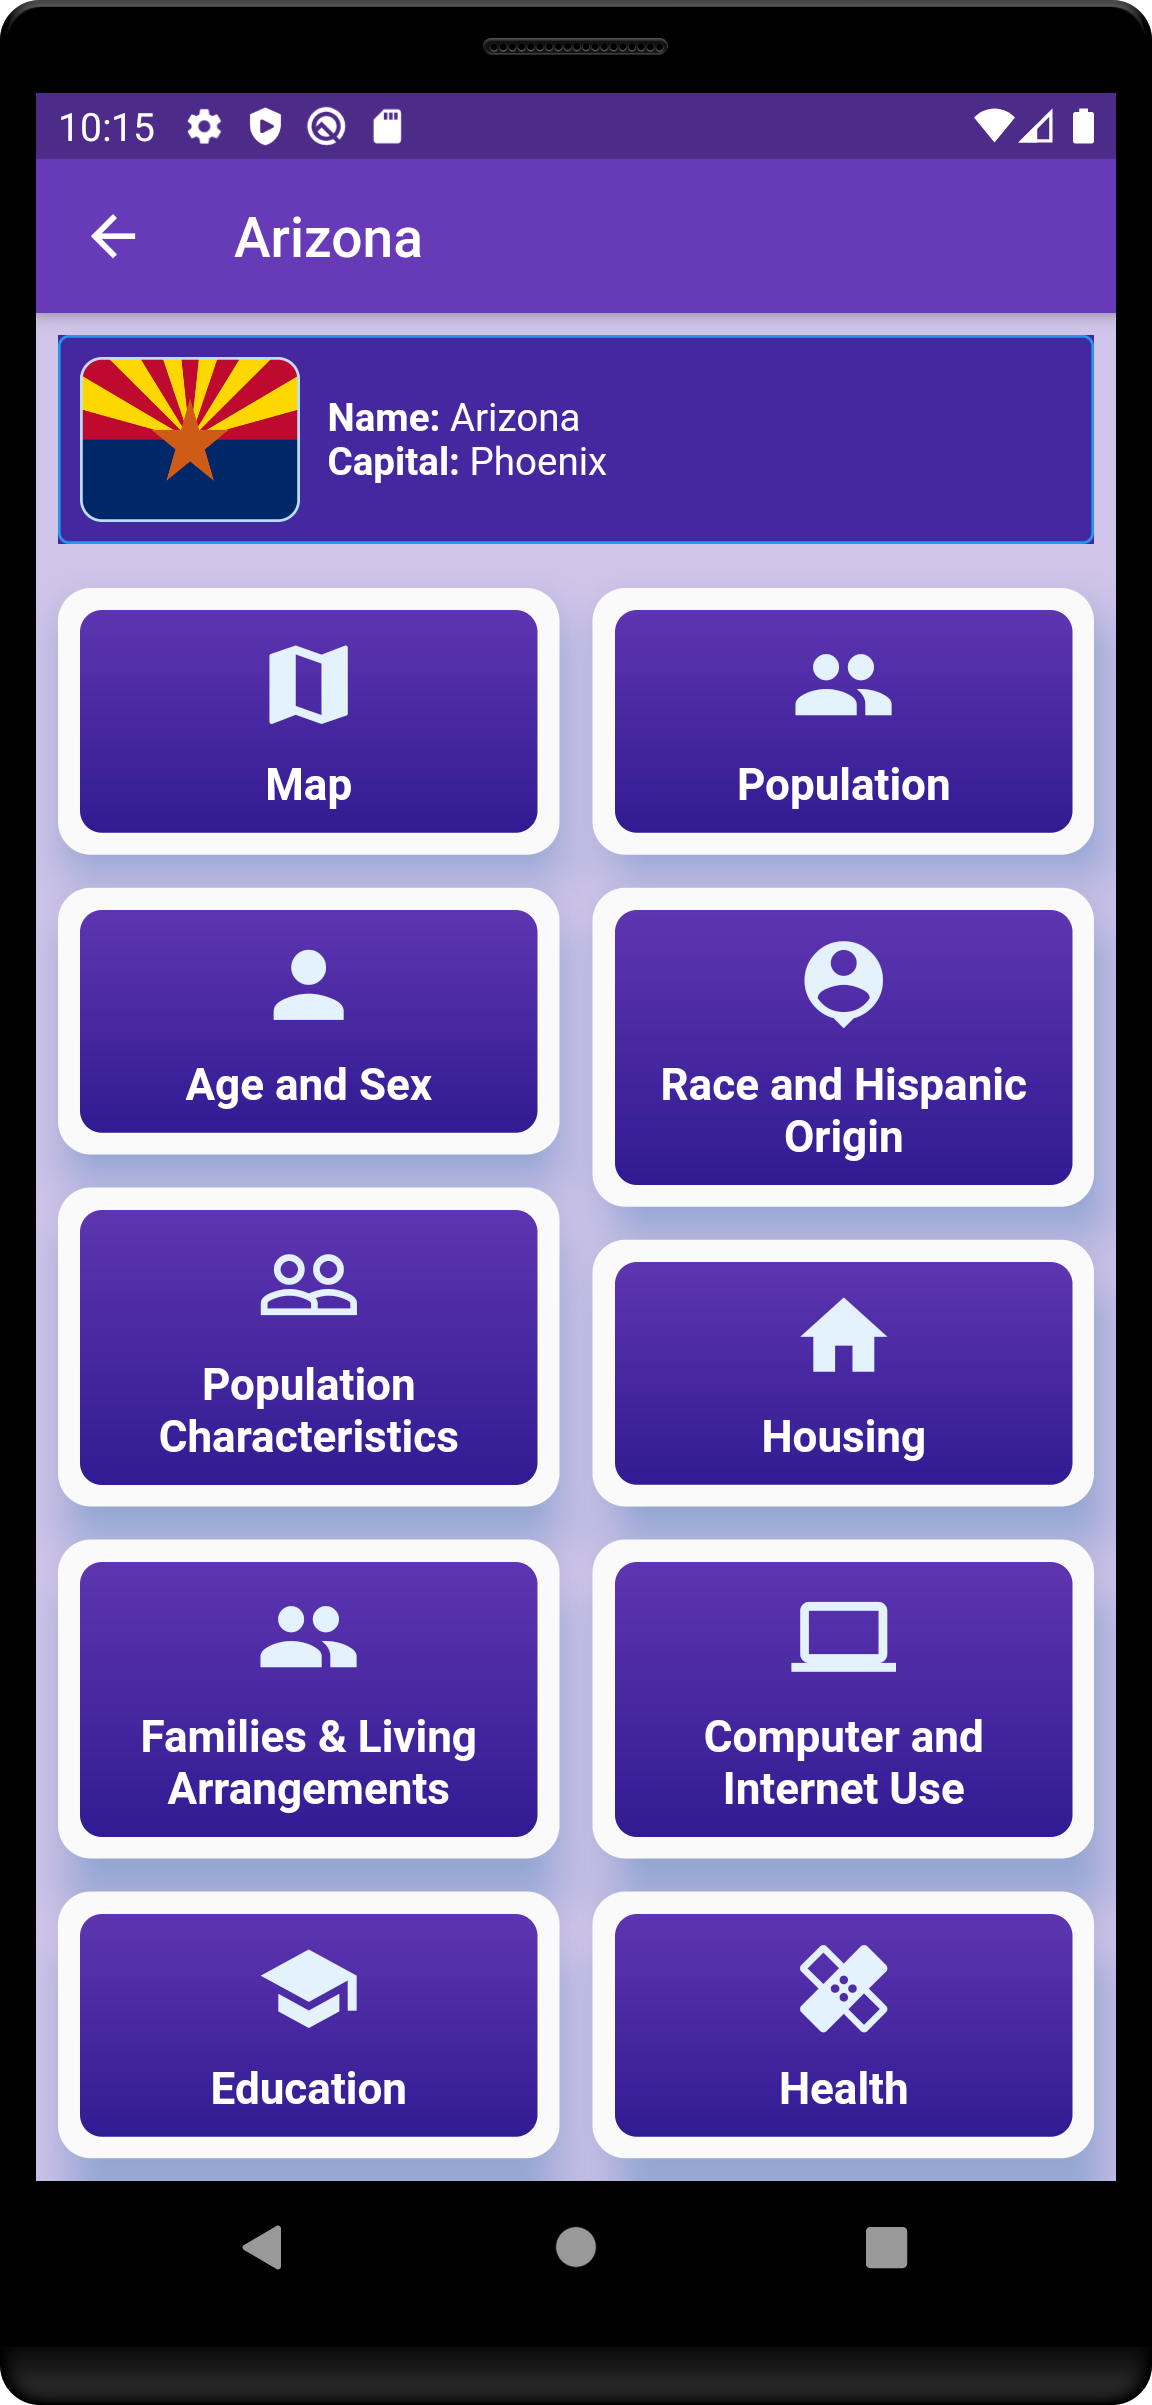 10:15
Arizona
Name: Arizona
Capital: Phoenix
Map
Population
Age and Sex
Race and Hispanic
Origin
Population
Characteristics
Housing
Families & Living
Arrangements
Computer and
Internet Use
Education
Health